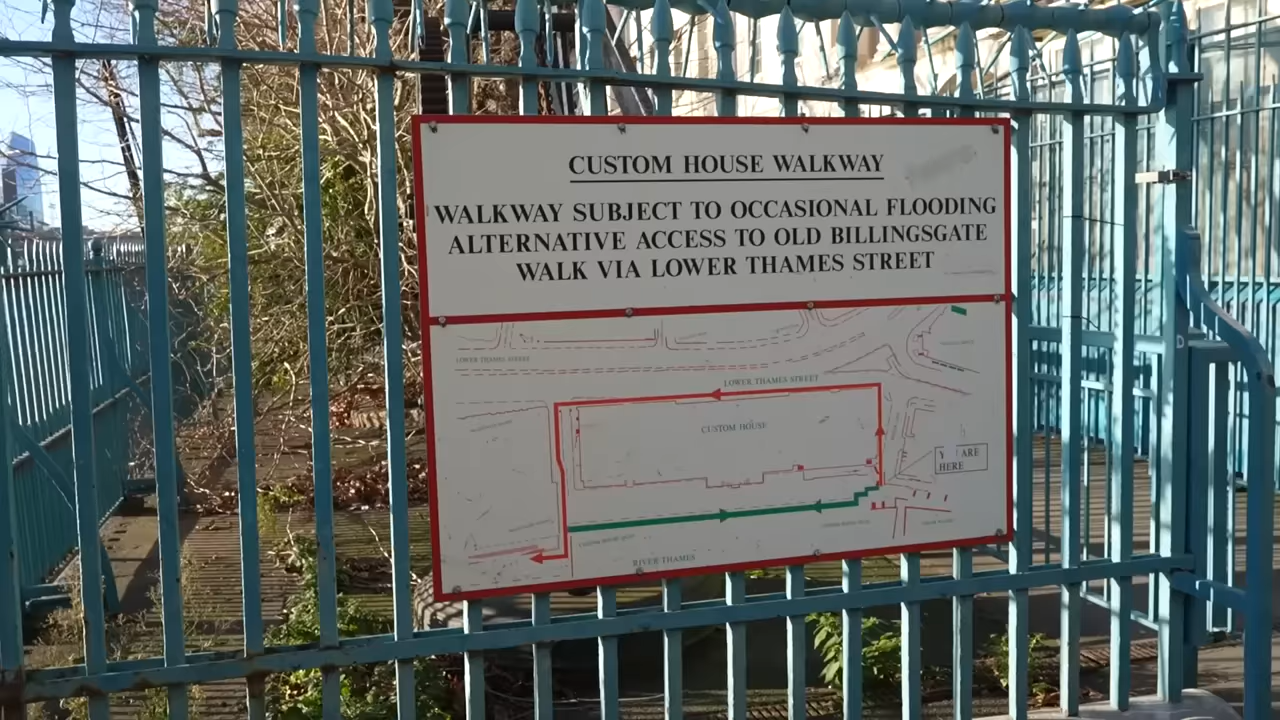 CUSTOM HOUSE WALKWAY
WALKWAY SUBJECT TO OCCASIONAL FLOODING
ALTERNATIVE ACCESS TO OLD BILLINGSGATE
WALK VIA LOWER THAMES STREET
LOWER THAMES STREET
LOWER THAMES STREET
CUSTOM HOUSE
Y ARE
HERE
RIVER THAMES